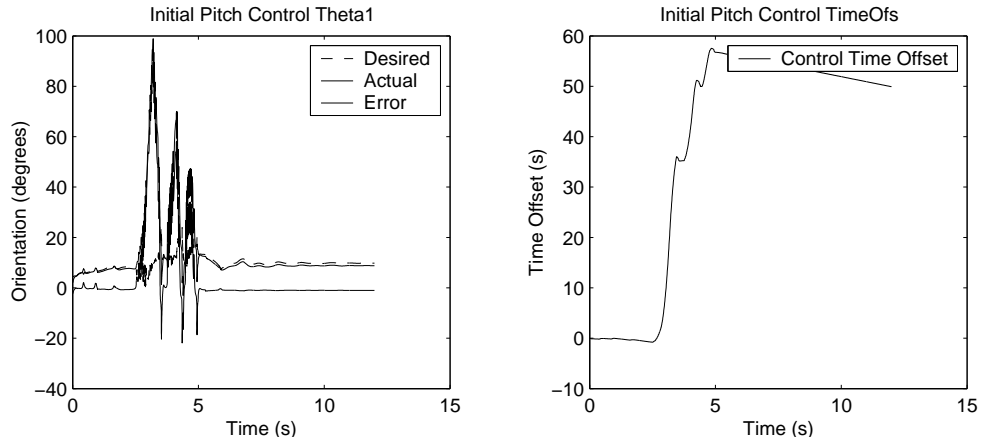 Initial Pitch Control Theta1
100
80
60
40
20
0
−20
−40
0
5
10
15
Orientation (degrees)
Time (s)
Desired
Actual
Error
Initial Pitch Control TimeOfs
60
50
40
30
20
10
0
−10
0
5
10
15
Time Offset (s)
Time (s)
Control Time Offset